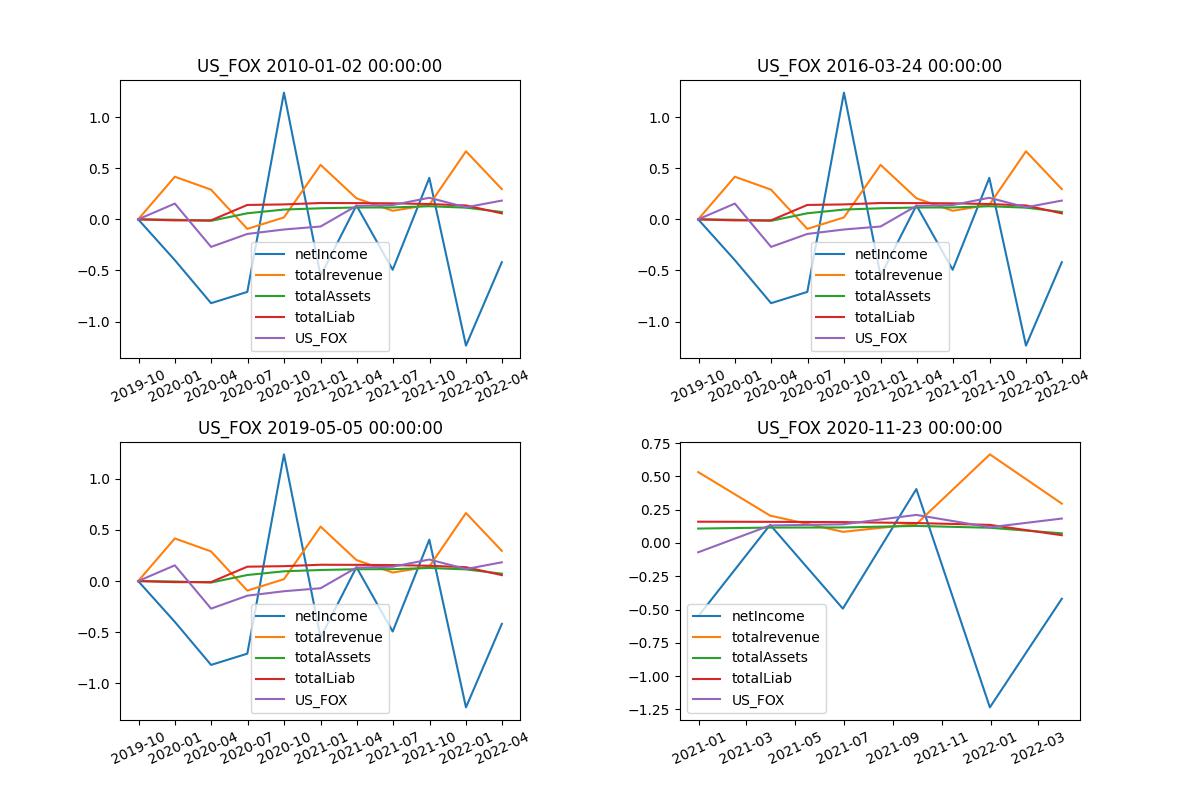 US_FOX 2010-01-02 00:00:00
1.0
0.5
0.0
−0.5
−1.0
netIncome
totalrevenue
totalAssets
totalLiab
US_FOX
2019-10
2020-01
2020-04
2020-07
2020-10
2021-01
2021-04
2021-07
2021-10
2022-01
2022-04
US_FOX 2016-03-24 00:00:00
1.0
0.5
0.0
−0.5
−1.0
netIncome
totalrevenue
totalAssets
totalLiab
US_FOX
2019-10
2020-01
2020-04
2020-07
2020-10
2021-01
2021-04
2021-07
2021-10
2022-01
2022-04
US_FOX 2019-05-05 00:00:00
1.0
0.5
0.0
−0.5
−1.0
netIncome
totalrevenue
totalAssets
totalLiab
US_FOX
2019-10
2020-01
2020-04
2020-07
2020-10
2021-01
2021-04
2021-07
2021-10
2022-01
2022-04
US_FOX 2020-11-23 00:00:00
0.75
0.50
0.25
0.00
−0.25
−0.50
−0.75
−1.00
−1.25
netIncome
totalrevenue
totalAssets
totalLiab
US_FOX
2021-01
2021-03
2021-05
2021-07
2021-09
2021-11
2022-01
2022-03